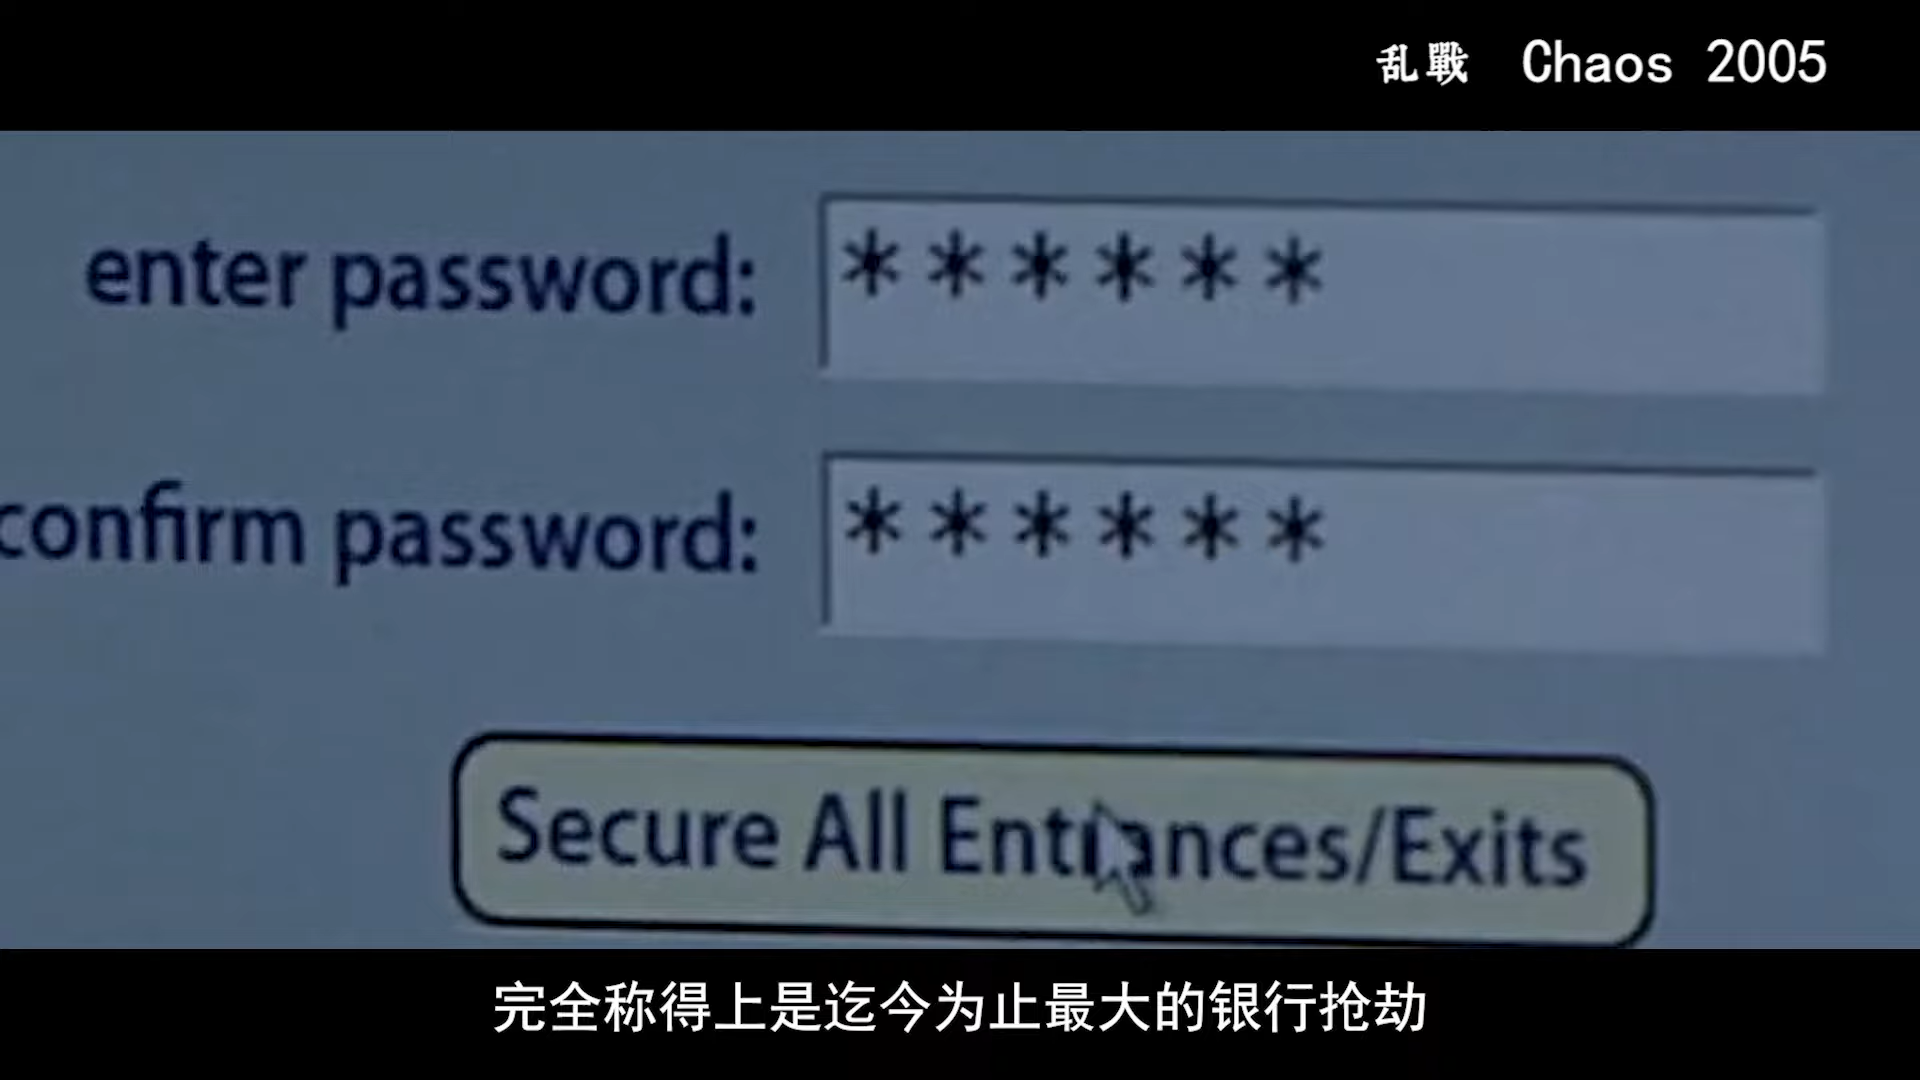 乱戰 Chaos 2005
enter password: ******
confirm password: ******
Secure All Entrances/Exits
完全称得上是迄今为止最大的银行抢劫